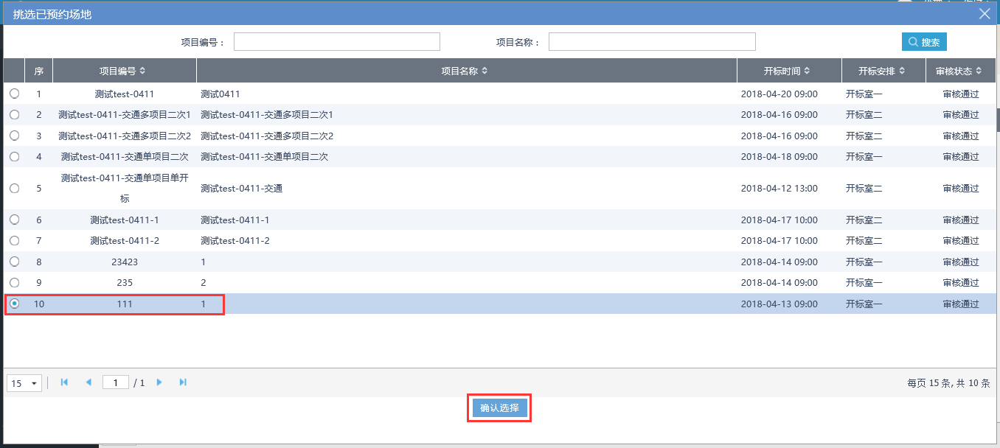 挑选已预约场地
项目编号： 项目名称： 搜索
序 项目编号 项目名称 开标时间 开标安排 审核状态
1 测试test-0411 测试0411 2018-04-20 09:00 开标室一 审核通过
2 测试test-0411-交通多项目二次1 测试test-0411-交通多项目二次1 2018-04-16 09:00 开标室二 审核通过
3 测试test-0411-交通多项目二次2 测试test-0411-交通多项目二次2 2018-04-16 09:00 开标室二 审核通过
4 测试test-0411-交通单项目二次 测试test-0411-交通单项目二次 2018-04-18 09:00 开标室一 审核通过
5 测试test-0411-交通单项目单开标 测试test-0411-交通 2018-04-12 13:00 开标室二 审核通过
6 测试test-0411-1 测试test-0411-1 2018-04-17 10:00 开标室二 审核通过
7 测试test-0411-2 测试test-0411-2 2018-04-17 10:00 开标室二 审核通过
8 23423 1 2018-04-14 09:00 开标室一 审核通过
9 235 2 2018-04-14 09:00 开标室一 审核通过
10 111 1 2018-04-13 09:00 开标室一 审核通过
15 1 / 1 每页 15 条, 共 10 条
确认选择